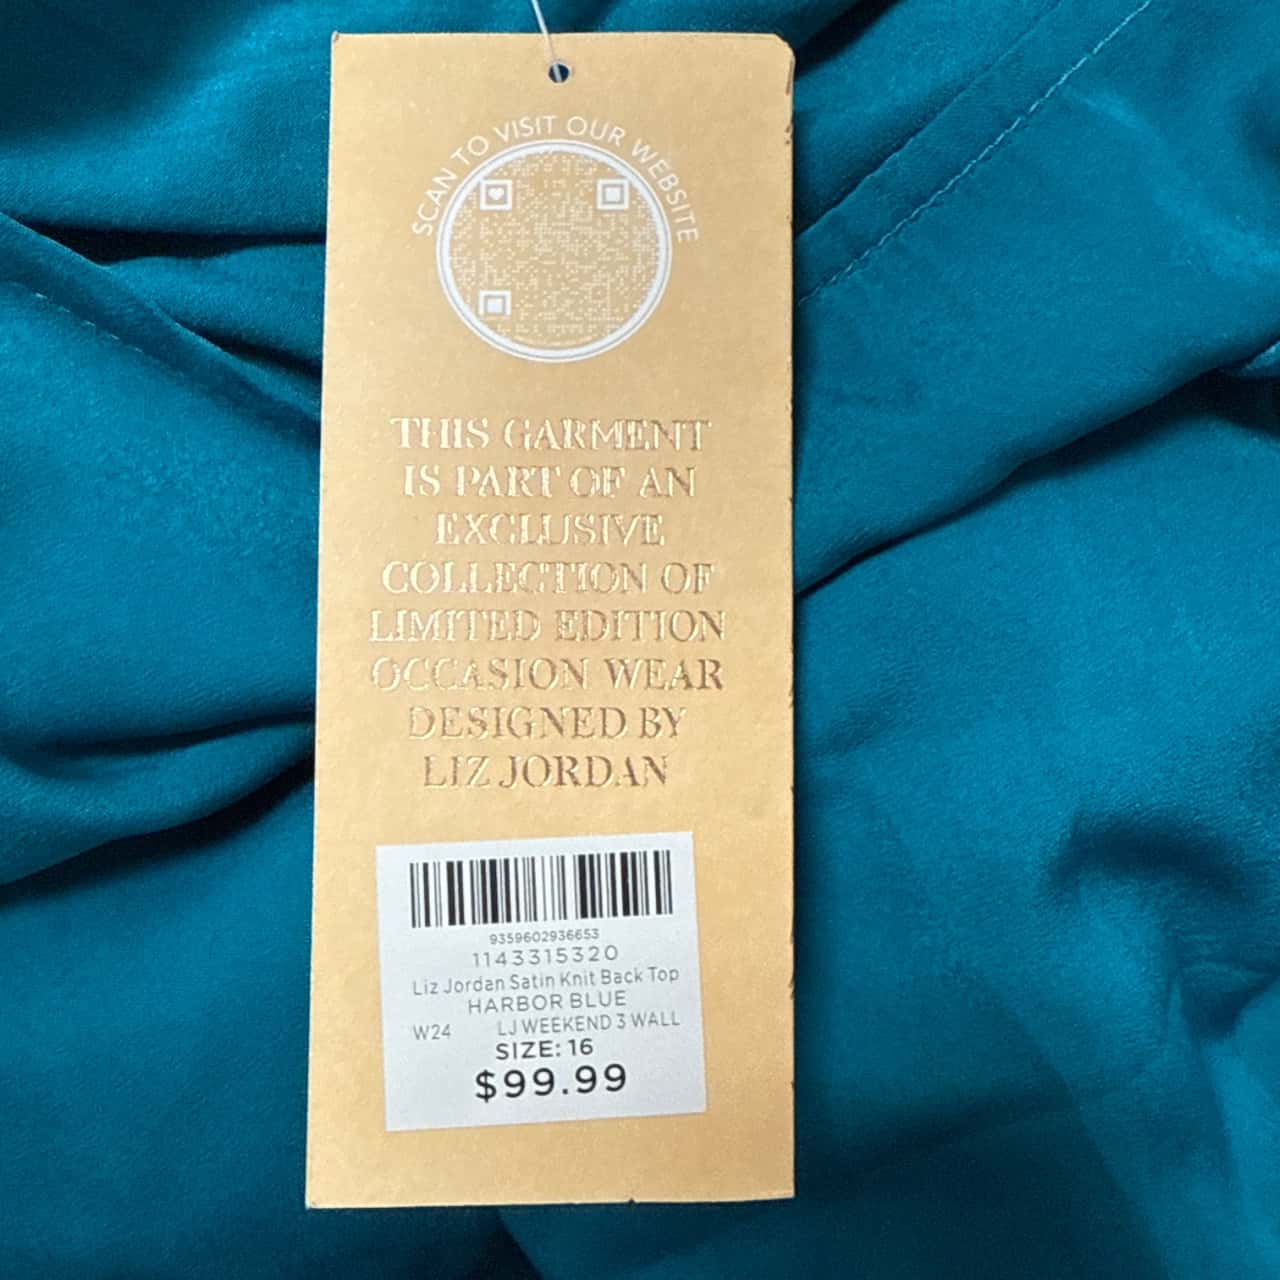 SCAN TO VISIT OUR WEBSITE
THIS GARMENT
IS PART OF AN
EXCLUSIVE
COLLECTION OF
LIMITED EDITION
OCCASION WEAR
DESIGNED BY
LIZ JORDAN
9359602936653
1143315320
Liz Jordan Satin Knit Back Top
HARBOR BLUE
W24 LJ WEEKEND 3 WALL
SIZE: 16
$99.99